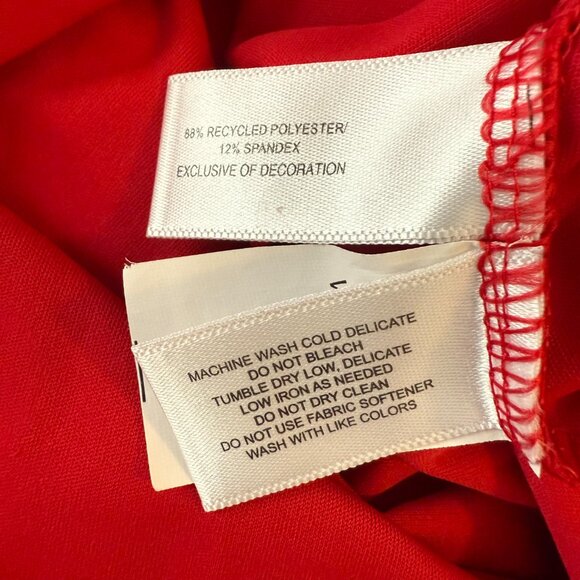 88% RECYCLED POLYESTER/
12% SPANDEX
EXCLUSIVE OF DECORATION
1
MACHINE WASH COLD DELICATE
DO NOT BLEACH
TUMBLE DRY LOW, DELICATE
LOW IRON AS NEEDED
DO NOT DRY CLEAN
DO NOT USE FABRIC SOFTENER
WASH WITH LIKE COLORS